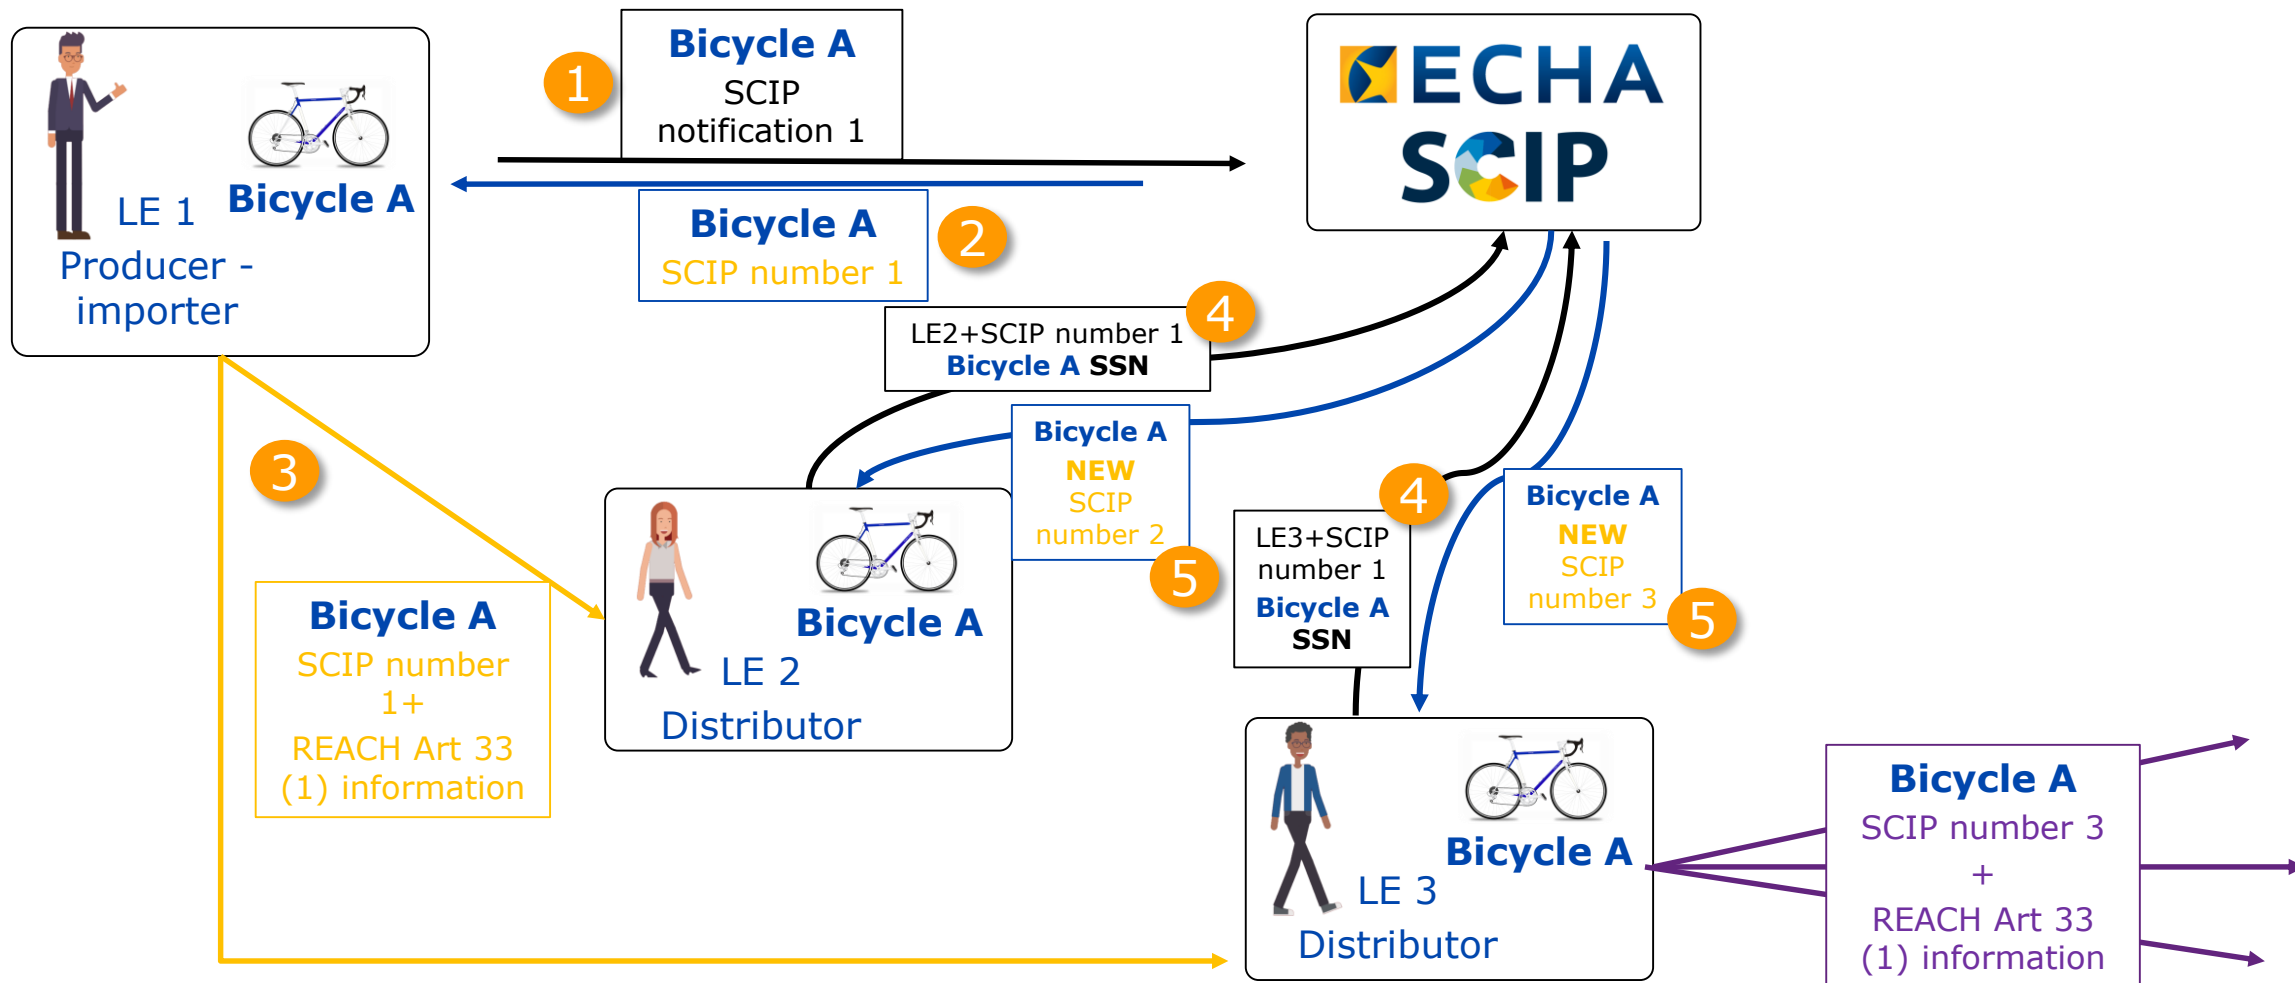 Bicycle A
LE 1
Producer -
importer
1
Bicycle A
SCIP
notification 1
ECHA
SCIP
Bicycle A
SCIP number 1
2
3
Bicycle A
SCIP number
1+
REACH Art 33
(1) information
LE2+SCIP number 1
Bicycle A SSN
4
Bicycle A
NEW
SCIP
number 2
5
Bicycle A
LE 2
Distributor
4
LE3+SCIP
number 1
Bicycle A
SSN
Bicycle A
NEW
SCIP
number 3
5
Bicycle A
LE 3
Distributor
Bicycle A
SCIP number 3
+
REACH Art 33
(1) information